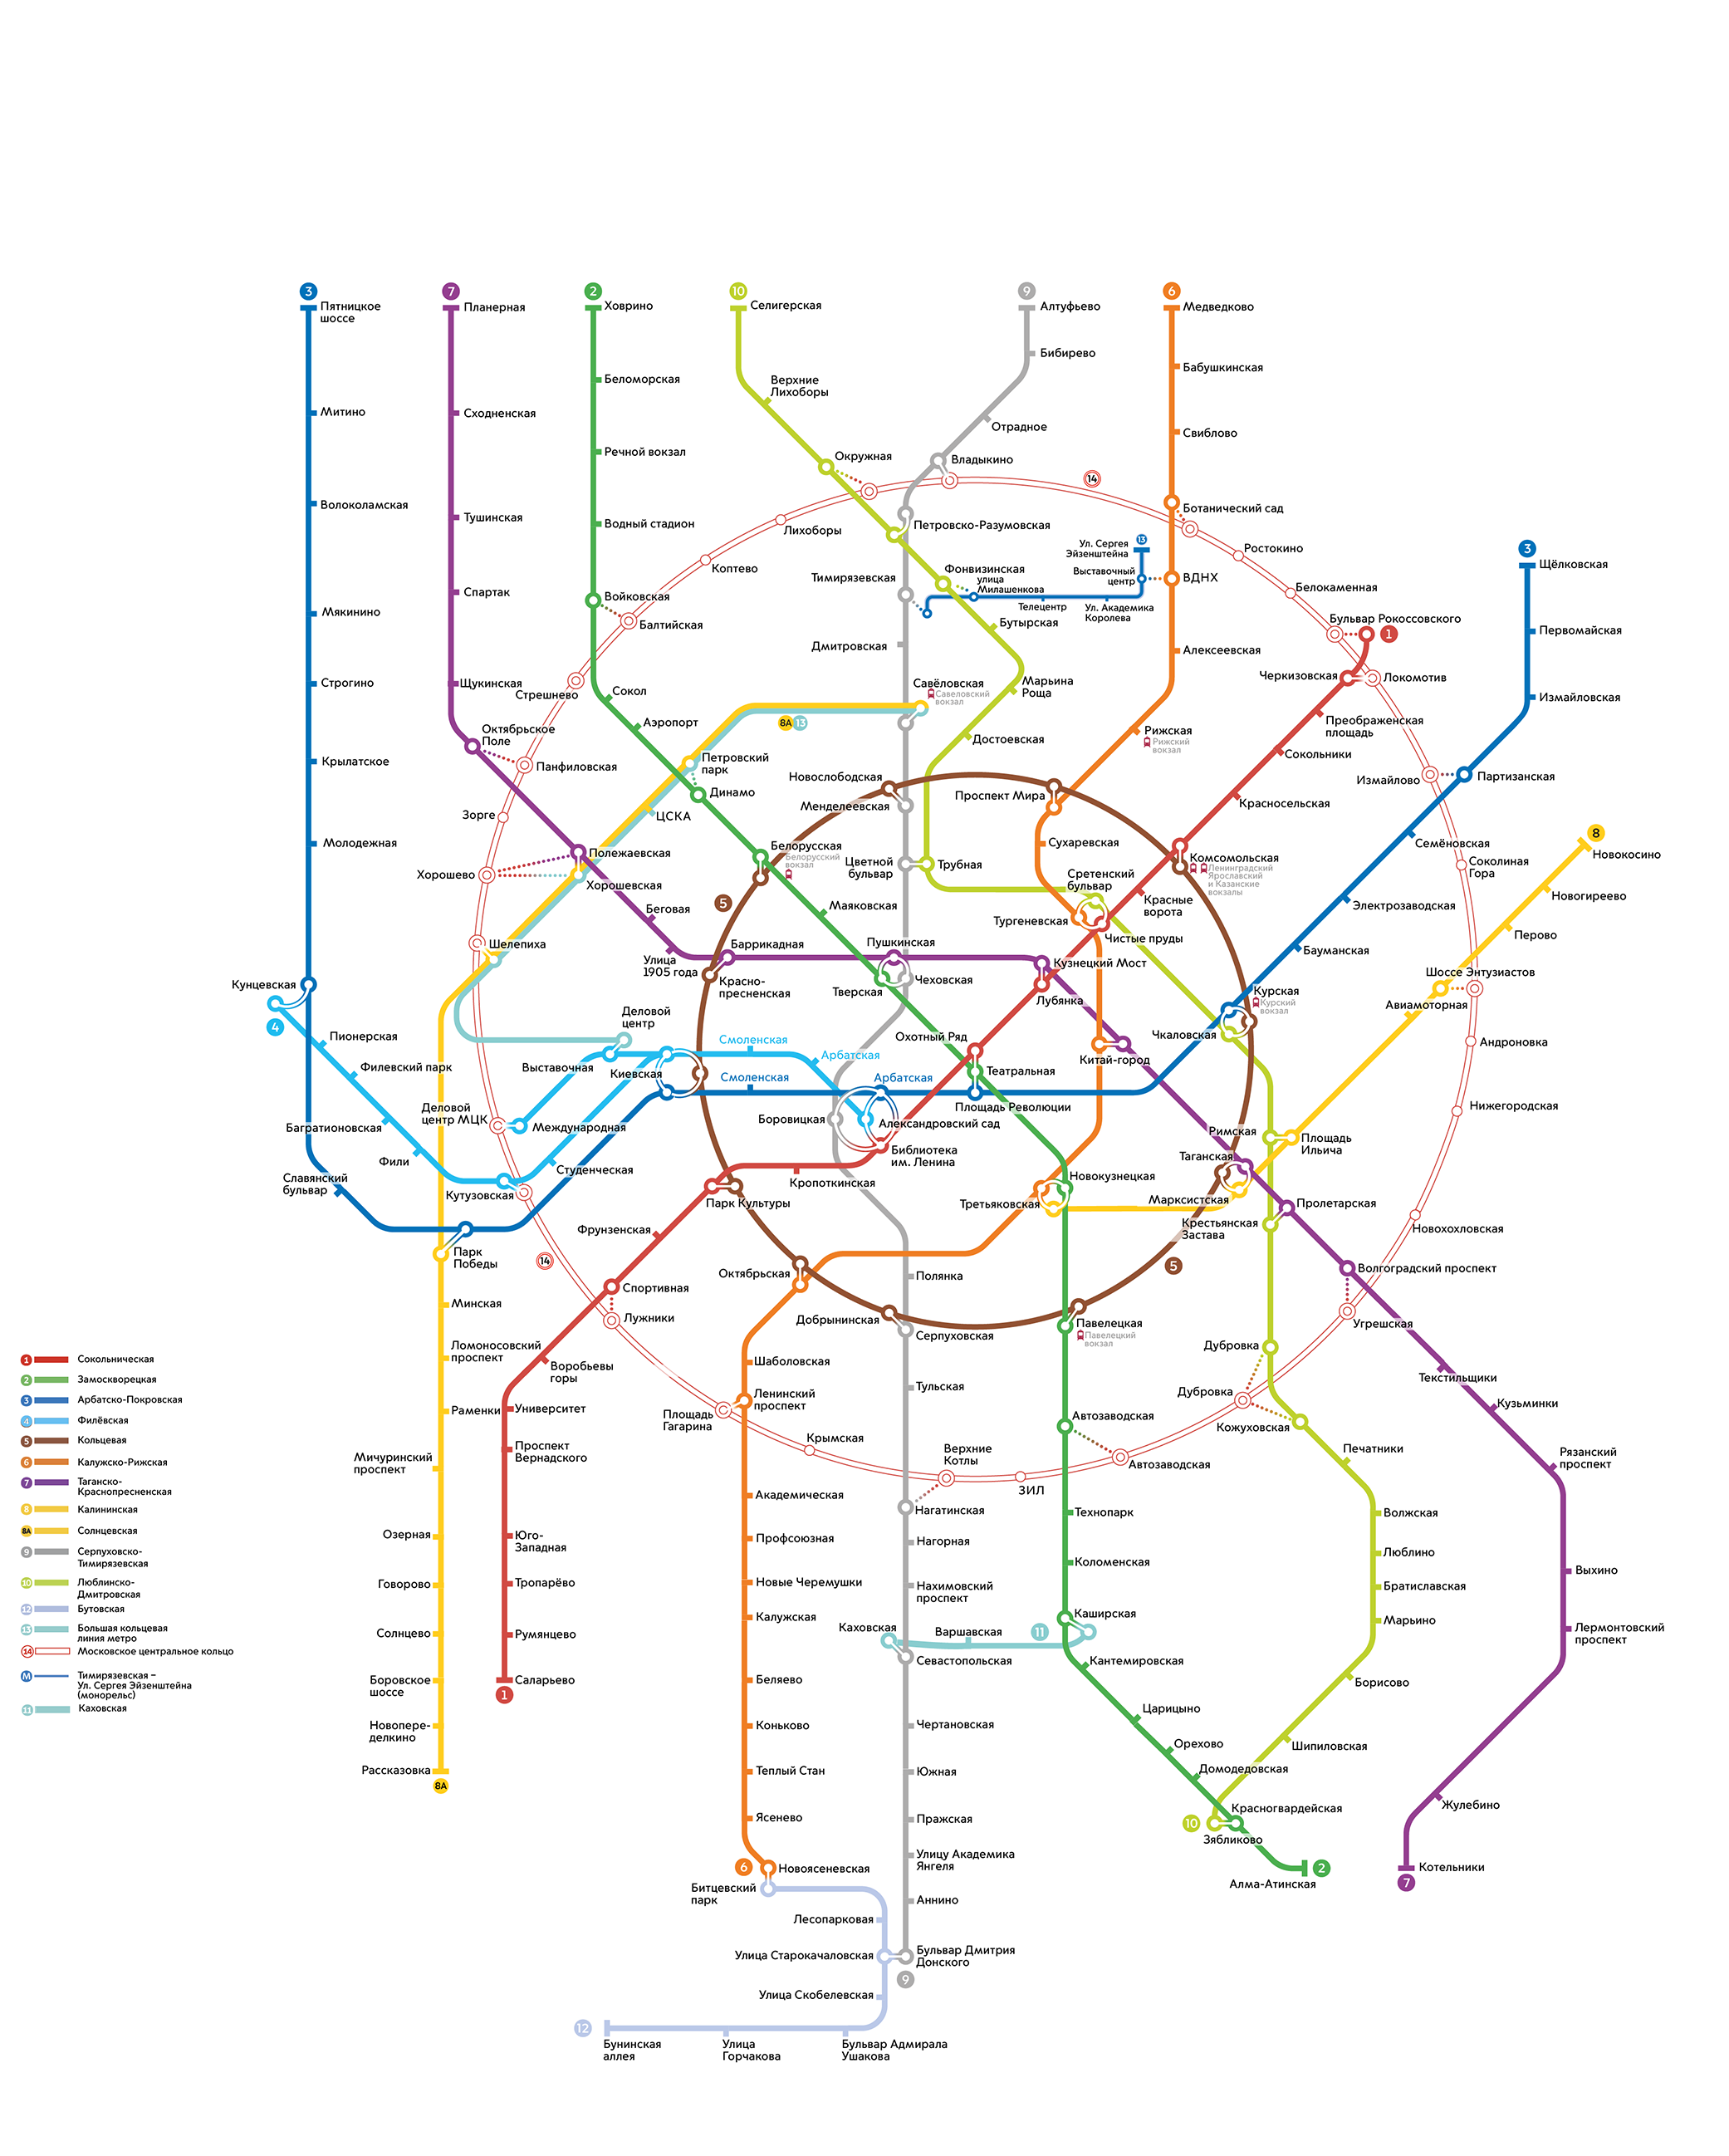 3
7
2
10
9
6
Пятницкое
шоссе
Планерная
Ховрино
Селигерская
Алтуфьево
Медведково
Бибирево
Бабушкинская
Беломорская
Верхние
Лихоборы
Митино
Сходненская
Отрадное
Свиблово
Речной вокзал
Окружная
Владыкино
14
Волоколамская
Тушинская
Водный стадион
Лихоборы
Петровско-Разумовская
Ботанический сад
Ростокино
Ул. Сергея
Эйзенштейна
13
3
Щёлковская
Коптево
Тимирязевская
Фонвизинская
улица
Милашенкова
Выставочный
центр
ВДНХ
Белокаменная
Спартак
Войковская
Телецентр
Ул. Академика
Королева
Мякинино
Балтийская
Бутырская
Бульвар Рокоссовского
1
Первомайская
Дмитровская
Алексеевская
Строгино
Щукинская
Стрешнево
Сокол
Савёловская
Савеловский
вокзал
Марьина
Роща
Черкизовская
Локомотив
Измайловская
Аэропорт
8А
13
Преображенская
площадь
Октябрьское
Поле
Достоевская
Рижская
Рижский
вокзал
Сокольники
Крылатское
Панфиловская
Петровский
парк
Новослободская
Проспект Мира
Измайлово
Партизанская
Динамо
Менделеевская
Красносельская
Зорге
ЦСКА
8
Молодежная
Полежаевская
Белорусская
Белорусский
вокзал
Сухаревская
Комсомольская
Ленинградский
Ярославский
и Казанские
вокзалы
Семёновская
Новокосино
Хорошево
Хорошевская
Цветной
бульвар
Трубная
Сретенский
бульвар
Соколиная
Гора
Новогиреево
5
Беговая
Маяковская
Тургеневская
Красные
ворота
Электрозаводская
Перово
Шелепиха
Улица
1905 года
Баррикадная
Пушкинская
Чистые пруды
Бауманская
Кунцевская
Красно-
пресненская
Тверская
Чеховская
Кузнецкий Мост
Лубянка
Курская
Курский
вокзал
Шоссе Энтузиастов
Авиамоторная
4
Пионерская
Деловой
центр
Охотный Ряд
Чкаловская
Андроновка
Филевский парк
Выставочная
Киевская
Смоленская
Арбатская
Театральная
Китай-город
Смоленская
Арбатская
Площадь Революции
Деловой
центр МЦК
Международная
Боровицкая
Александровский сад
Нижегородская
Багратионовская
Римская
Площадь
Ильича
Фили
Студенческая
Библиотека
им. Ленина
Таганская
Славянский
бульвар
Кутузовская
Кропоткинская
Новокузнецкая
Парк Культуры
Третьяковская
Марксистская
Пролетарская
Фрунзенская
Крестьянская
Застава
Новохохловская
Парк
Победы
14
Октябрьская
Полянка
5
Волгоградский проспект
Минская
Спортивная
Лужники
Добрынинская
Серпуховская
Павелецкая
Павелецкий
вокзал
Угрешская
Ломоносовский
проспект
Воробьевы
горы
Шаболовская
Дубровка
Текстильщики
Раменки
Университет
Площадь
Гагарина
Ленинский
проспект
Тульская
Автозаводская
Дубровка
Кожуховская
Кузьминки
Мичуринский
проспект
Проспект
Вернадского
Крымская
Верхние
Котлы
Автозаводская
Печатники
Рязанский
проспект
Академическая
ЗИЛ
Нагатинская
Технопарк
Волжская
Озерная
Юго-
Западная
Профсоюзная
Нагорная
Коломенская
Люблино
Выхино
Говорово
Тропарёво
Новые Черемушки
Нахимовский
проспект
Братиславская
Солнцево
Румянцево
Калужская
Каховская
Варшавская
11
Каширская
Марьино
Лермонтовский
проспект
Боровское
шоссе
Саларьево
1
Беляево
Севастопольская
Кантемировская
Борисово
Новопере-
делкино
Коньково
Чертановская
Царицыно
Рассказовка
8А
Теплый Стан
Южная
Орехово
Шипиловская
Домодедовская
Ясенево
Пражская
10
Красногвардейская
Зябликово
Жулебино
6
Новоясеневская
Улицу Академика
Янгеля
Алма-Атинская
2
Котельники
7
Битцевский
парк
Аннино
Лесопарковая
Улица Старокачаловская
Бульвар Дмитрия
Донского
9
Улица Скобелевская
12
Бунинская
аллея
Улица
Горчакова
Бульвар Адмирала
Ушакова
1 Сокольническая
2 Замоскворецкая
3 Арбатско-Покровская
4 Филёвская
5 Кольцевая
6 Калужско-Рижская
7 Таганско-
Краснопресненская
8 Калининская
8А Солнцевская
9 Серпуховско-
Тимирязевская
10 Люблинско-
Дмитровская
12 Бутовская
13 Большая кольцевая
линия метро
14 Московское центральное кольцо
М Тимирязевская –
Ул. Сергея Эйзенштейна
(монорельс)
11 Каховская